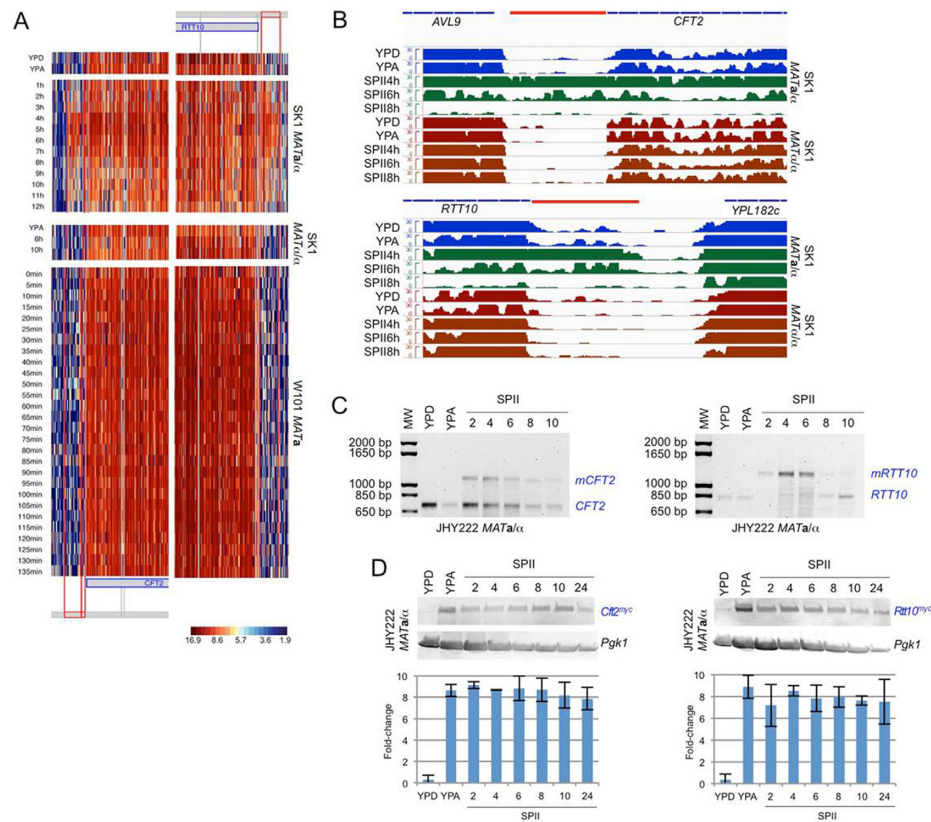 A
RTT10
YPD
YPA
1h
2h
3h
4h
5h
6h
7h
8h
9h
10h
11h
12h
SK1
MATa/α
YPA
6h
10h
SK1
MATα/α
0min
5min
10min
15min
20min
25min
30min
35min
40min
45min
50min
55min
60min
65min
70min
75min
80min
85min
90min
95min
100min
105min
110min
115min
120min
125min
130min
135min
W101 MATa
CFT2
16.9 8.6 5.7 3.6 1.9
B
AVL9 CFT2
YPD
YPA
SPII4h
SPII6h
SPII8h
SK1
MATa/α
YPD
YPA
SPII4h
SPII6h
SPII8h
SK1
MATα/α
RTT10 YPL182c
YPD
YPA
SPII4h
SPII6h
SPII8h
SK1
MATa/α
YPD
YPA
SPII4h
SPII6h
SPII8h
SK1
MATα/α
C
SPII
MW YPD YPA 2 4 6 8 10
2000 bp
1650 bp
1000 bp
850 bp
650 bp
mCFT2
CFT2
JHY222 MATa/α
SPII
MW YPD YPA 2 4 6 8 10
2000 bp
1650 bp
1000 bp
850 bp
650 bp
mRTT10
RTT10
JHY222 MATa/α
D
SPII
YPD YPA 2 4 6 8 10 24
JHY222
MATa/α
Cft2myc
Pgk1
Fold-change
10
8
6
4
2
0
YPD YPA 2 4 6 8 10 24
SPII
SPII
YPD YPA 2 4 6 8 10 24
JHY222
MATa/α
Rtt10myc
Pgk1
Fold-change
10
8
6
4
2
0
YPD YPA 2 4 6 8 10 24
SPII